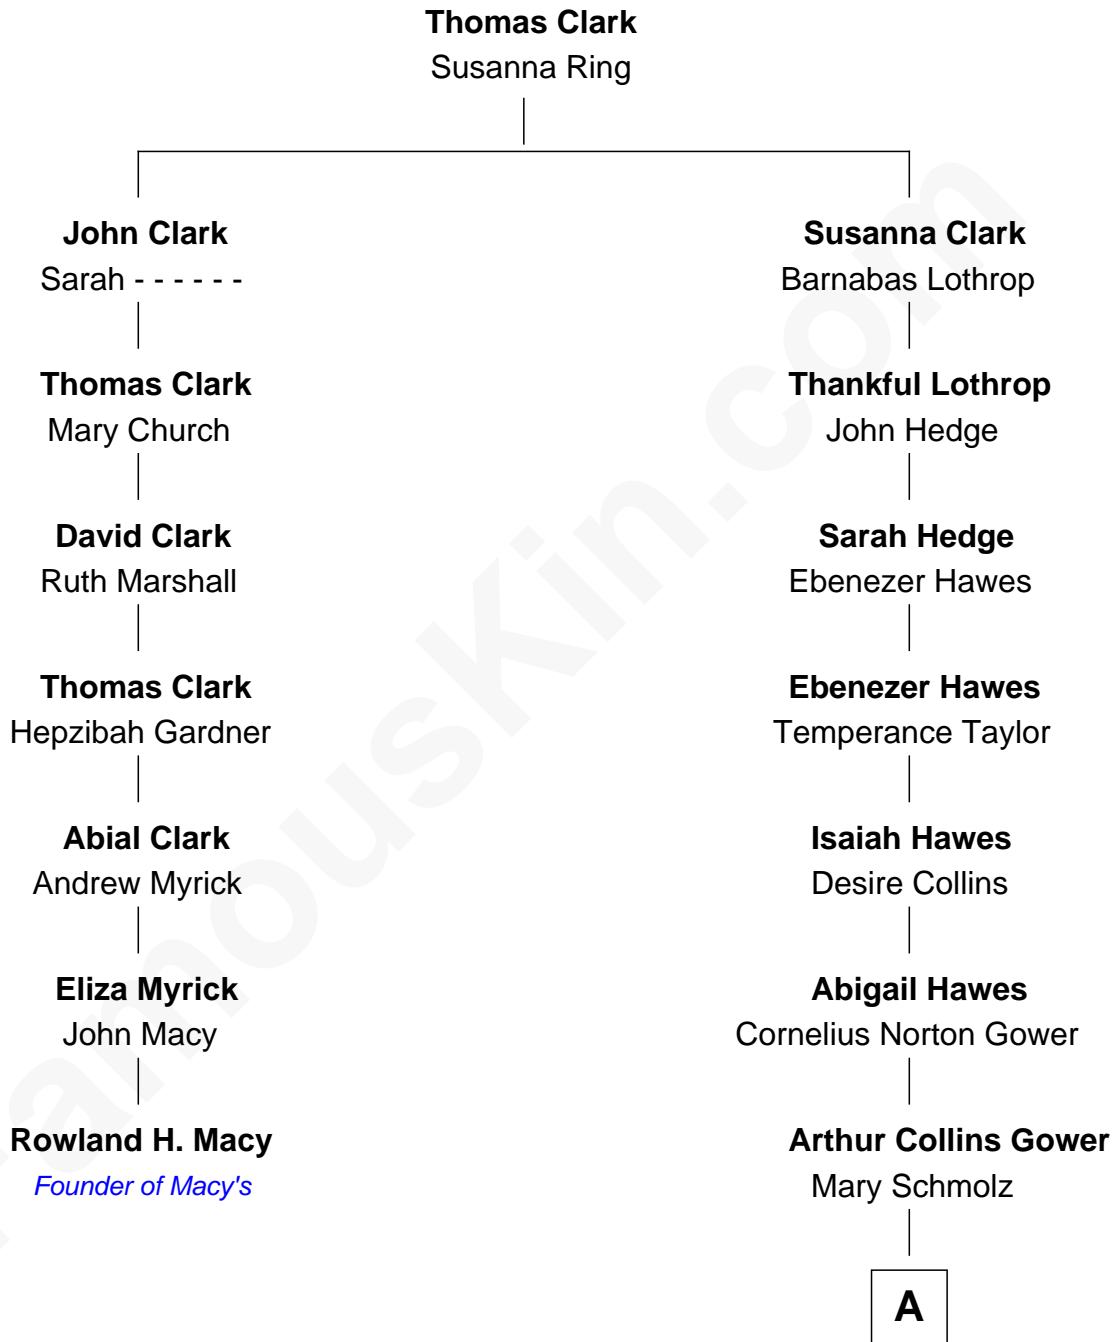 Thomas Clark
Susanna Ring
John Clark
Sarah - - - - - -
Susanna Clark
Barnabas Lothrop
Thomas Clark
Mary Church
Thankful Lothrop
John Hedge
David Clark
Ruth Marshall
Sarah Hedge
Ebenezer Hawes
Thomas Clark
Hepzibah Gardner
Ebenezer Hawes
Temperance Taylor
Abial Clark
Andrew Myrick
Isaiah Hawes
Desire Collins
Eliza Myrick
John Macy
Abigail Hawes
Cornelius Norton Gower
Rowland H. Macy
Founder of Macy's
Arthur Collins Gower
Mary Schmolz
A
FamousKin.com